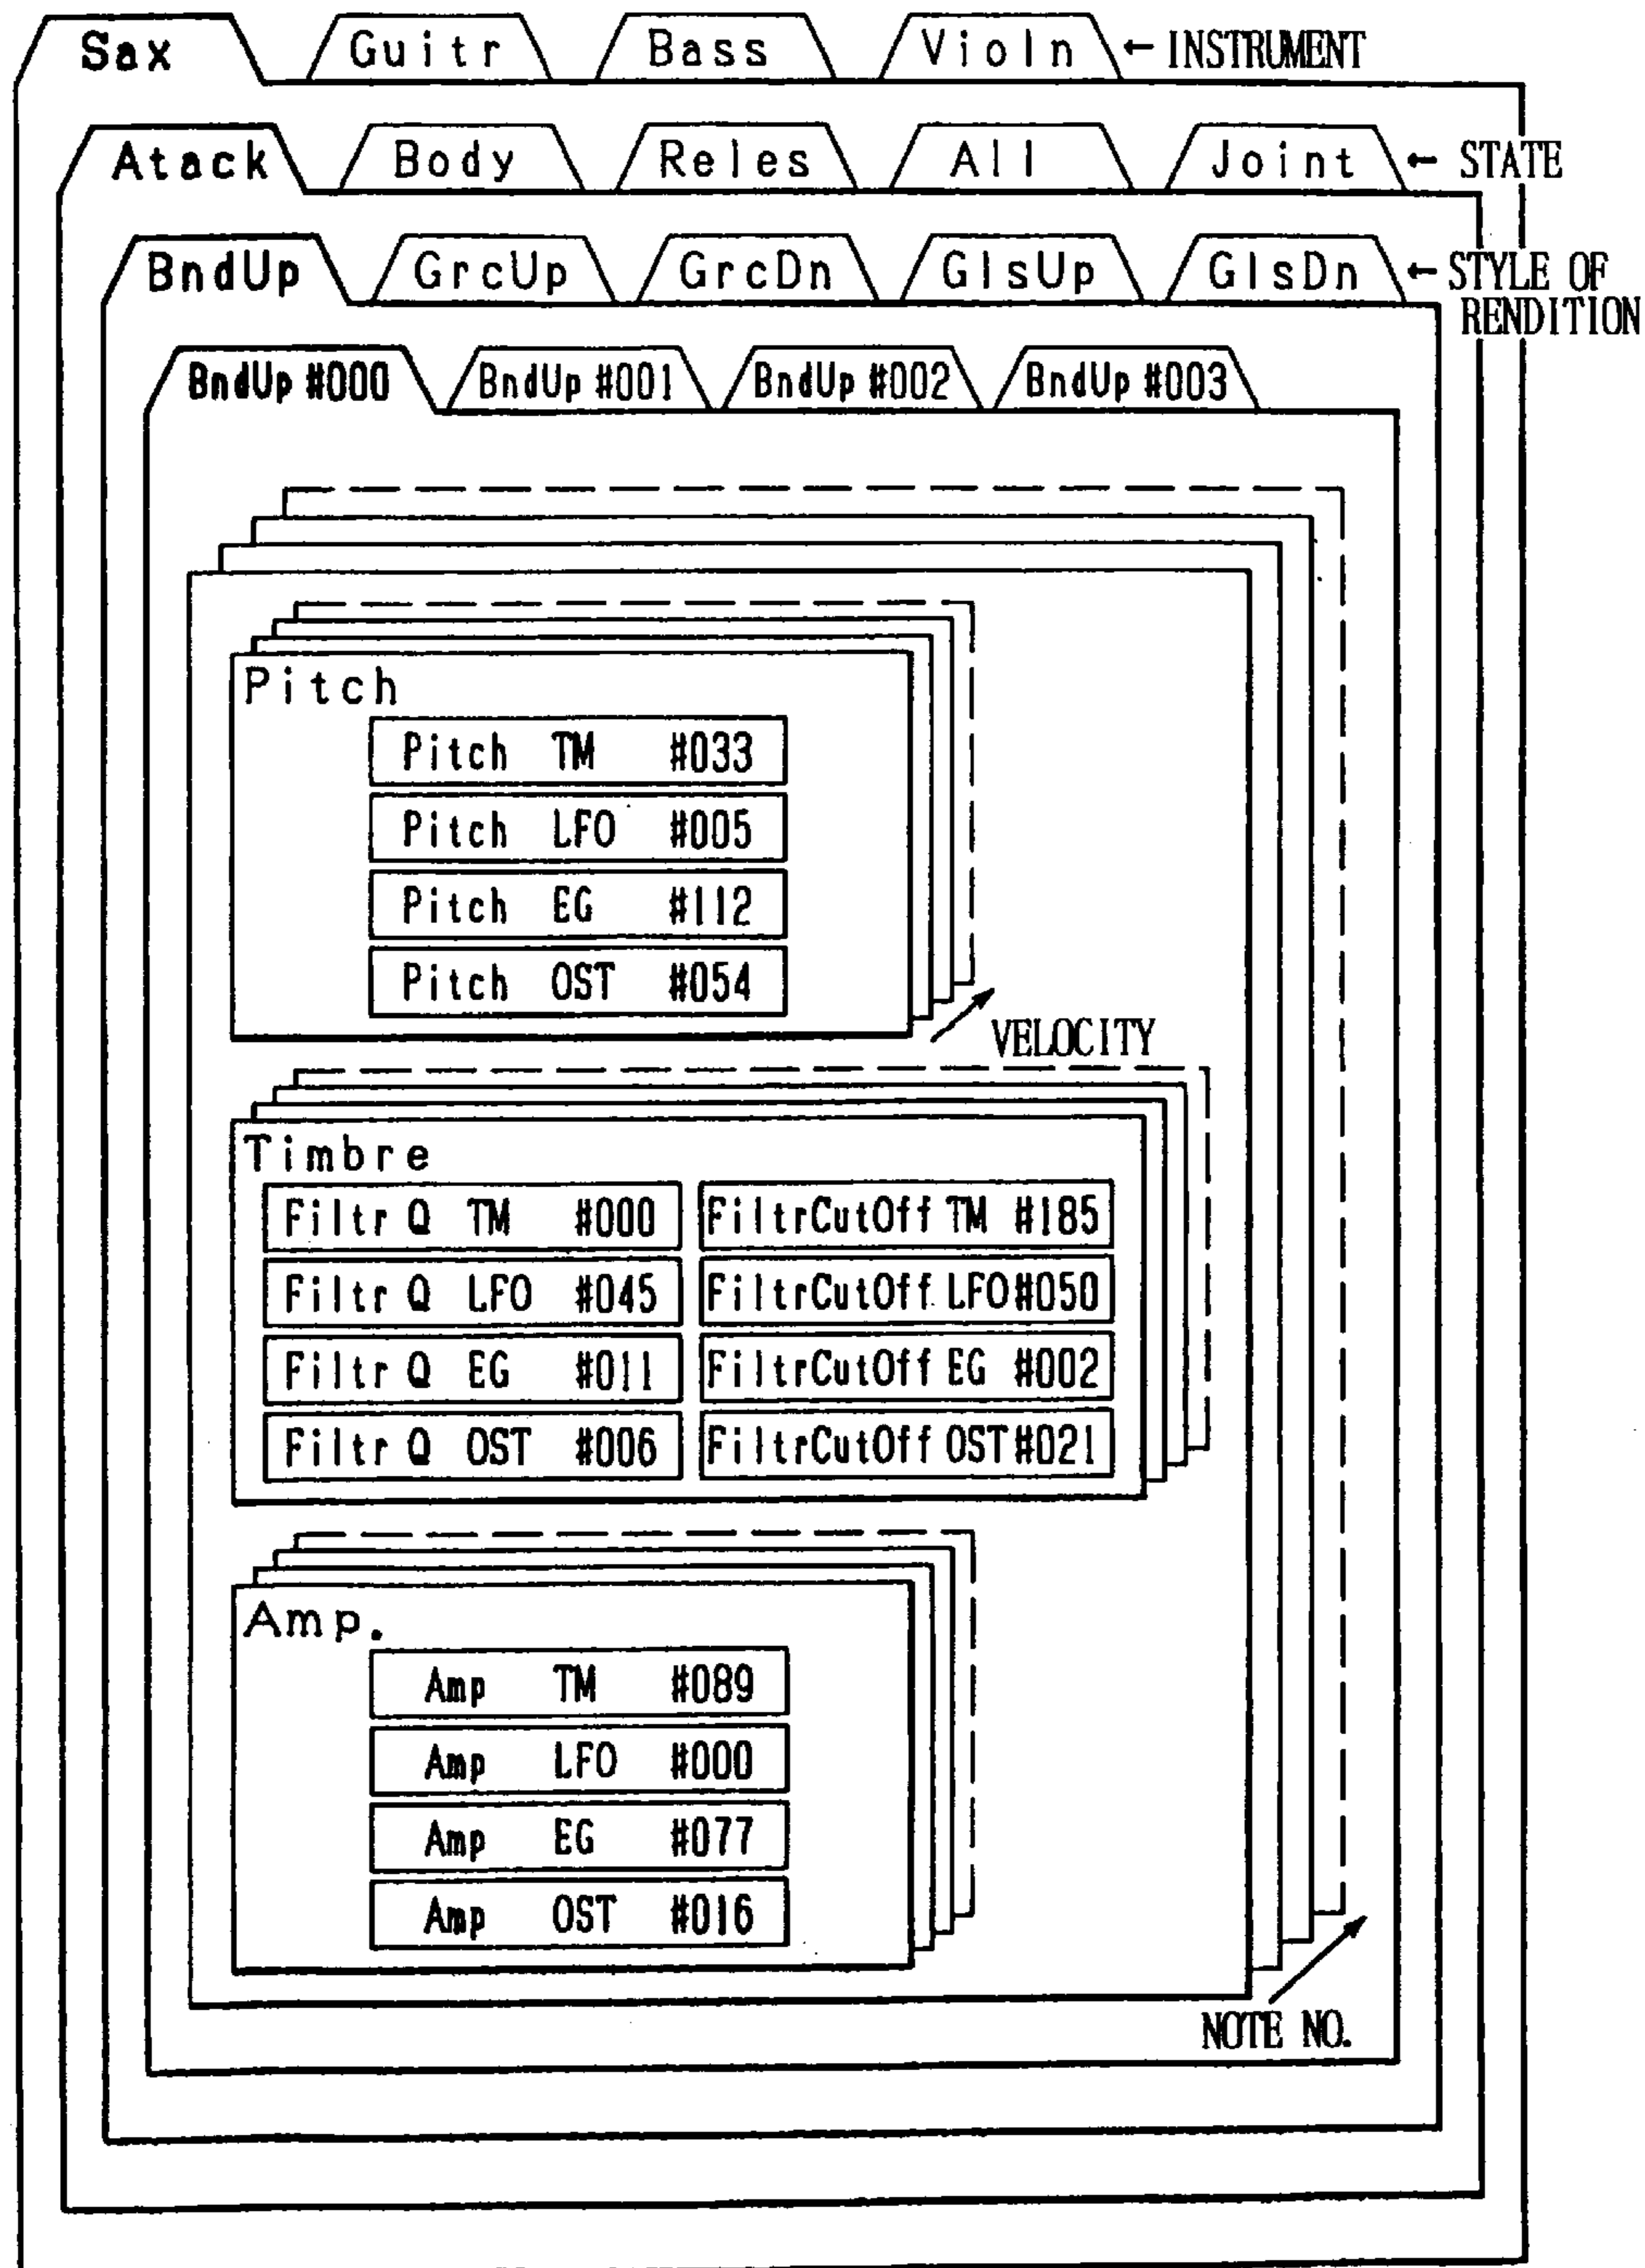 Sax Guitr Bass Violn ← INSTRUMENT
Atack Body Reles All Joint ← STATE
BndUp GrcUp GrcDn GlsUp GlsDn ← STYLE OF
RENDITION
BndUp #000 BndUp #001 BndUp #002 BndUp #003
Pitch
Pitch TM #033
Pitch LFO #005
Pitch EG #112
Pitch OST #054
VELOCITY
Timbre
Filtr Q TM #000 FiltrCutOff TM #185
Filtr Q LFO #045 FiltrCutOff LFO #050
Filtr Q EG #011 FiltrCutOff EG #002
Filtr Q OST #006 FiltrCutOff OST #021
Amp.
Amp TM #089
Amp LFO #000
Amp EG #077
Amp OST #016
NOTE NO.